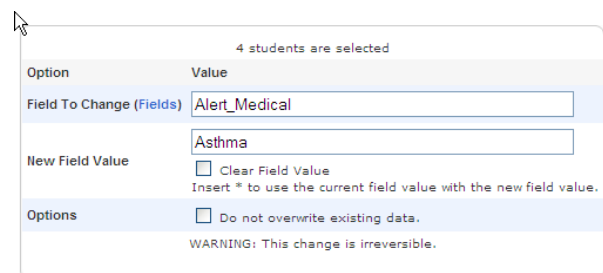 4 students are selected
Option Value
Field To Change (Fields) Alert_Medical
Asthma
New Field Value
Clear Field Value
Insert * to use the current field value with the new field value.
Options Do not overwrite existing data.
WARNING: This change is irreversible.